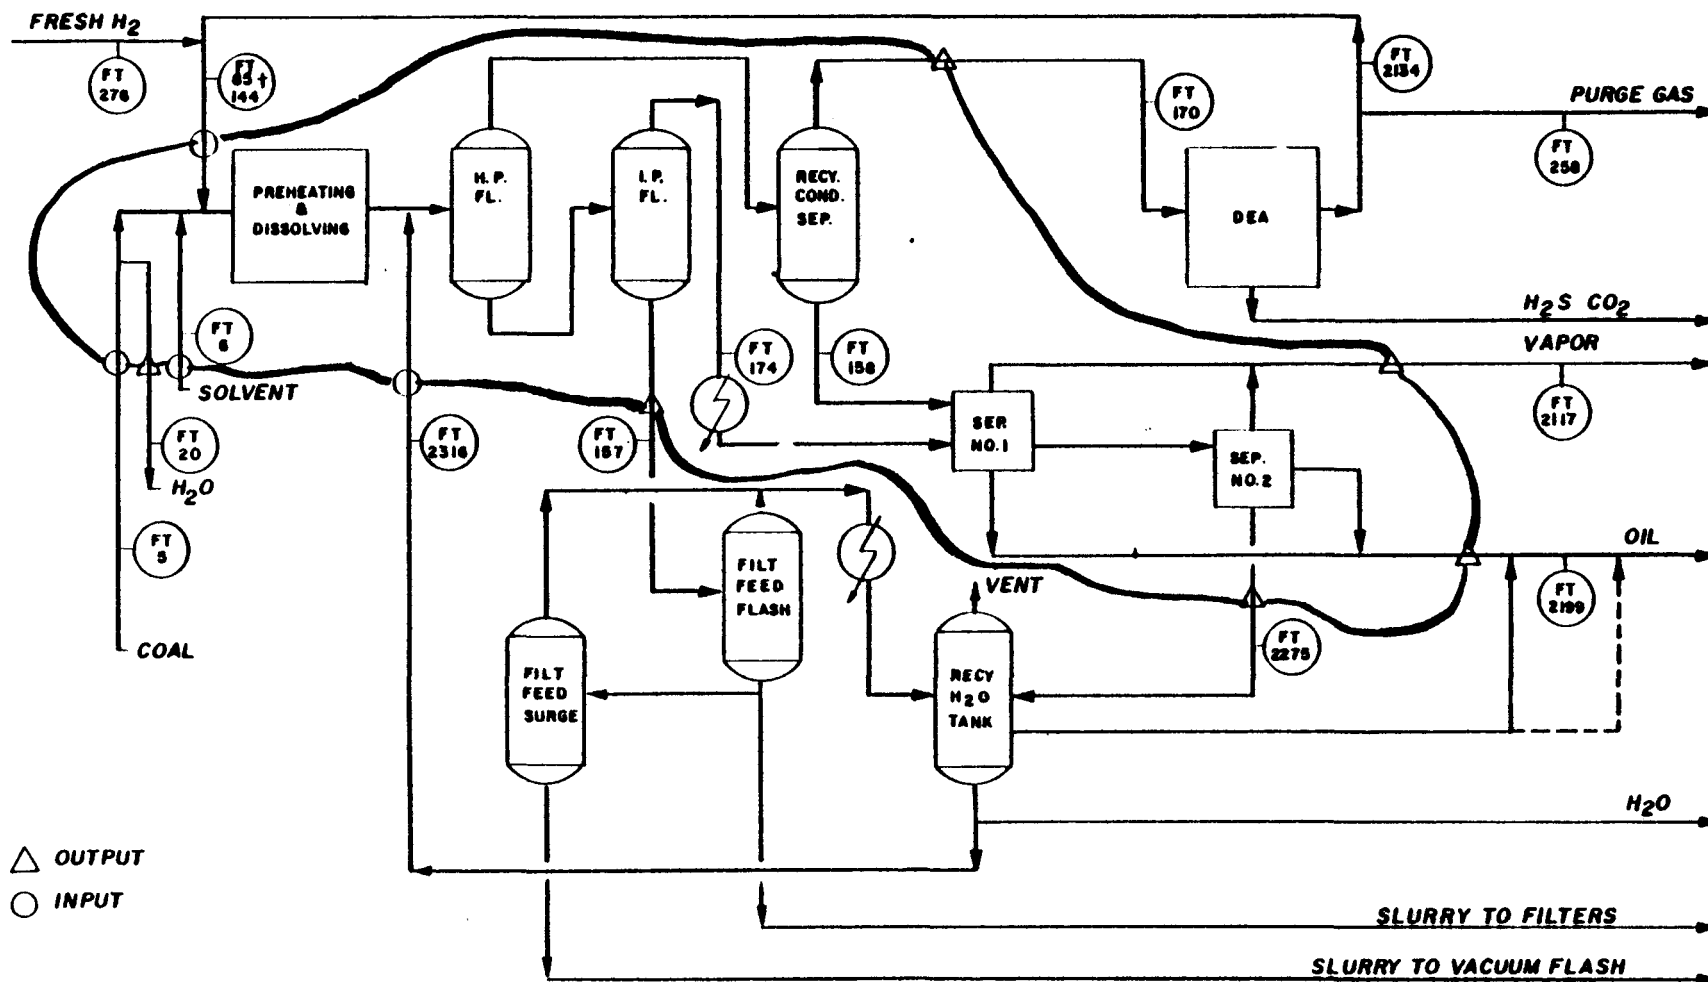 FRESH H2
FT
276
FT
85†
144
FT
2134
PURGE GAS
FT
170
FT
258
PREHEATING
&
DISSOLVING
H.P.
FL.
I.P.
FL.
RECY.
COND.
SEP.
DEA
H2S CO2
VAPOR
FT
6
FT
174
FT
158
SOLVENT
FT
2117
FT
20
FT
2316
FT
157
SER
NO.1
SEP.
NO.2
H2O
FT
5
OIL
FILT
FEED
FLASH
VENT
FT
2199
FT
2275
COAL
FILT
FEED
SURGE
RECY
H2O
TANK
H2O
OUTPUT
INPUT
SLURRY TO FILTERS
SLURRY TO VACUUM FLASH